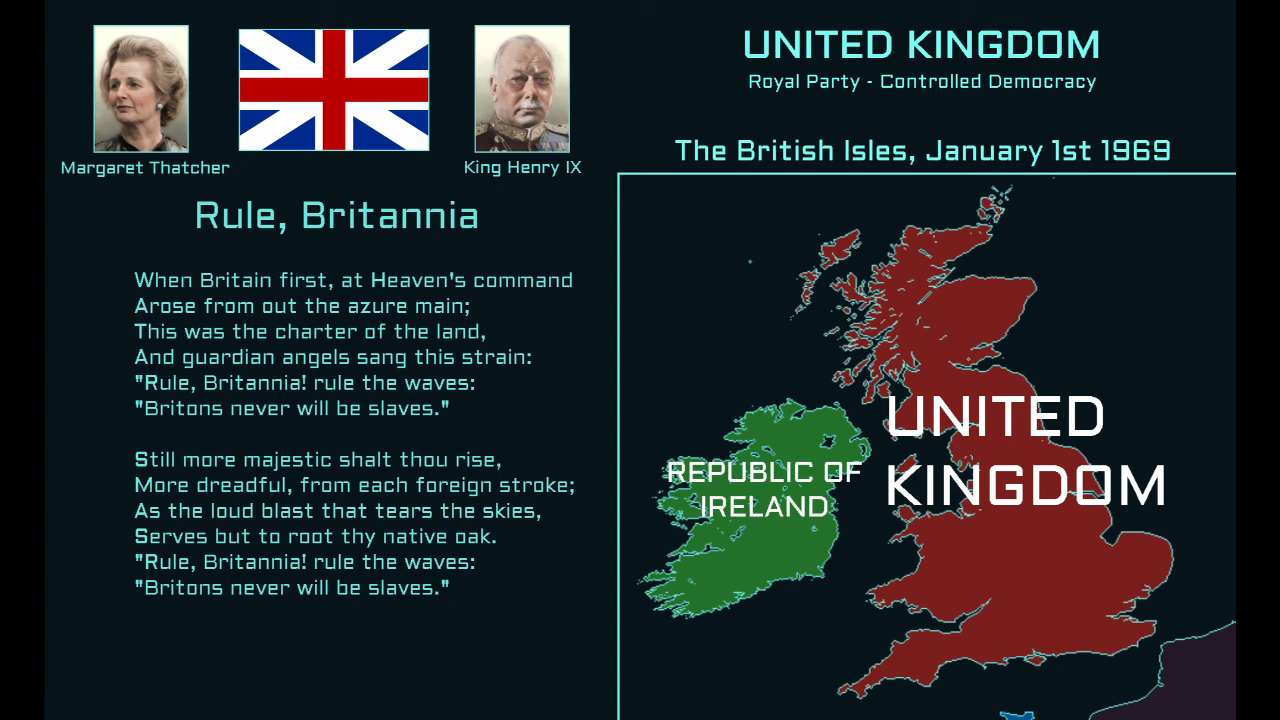 Margaret Thatcher
King Henry IX
UNITED KINGDOM
Royal Party - Controlled Democracy
The British Isles, January 1st 1969
Rule, Britannia
When Britain first, at Heaven's command
Arose from out the azure main;
This was the charter of the land,
And guardian angels sang this strain:
"Rule, Britannia! rule the waves:
"Britons never will be slaves."
Still more majestic shalt thou rise,
More dreadful, from each foreign stroke;
As the loud blast that tears the skies,
Serves but to root thy native oak.
"Rule, Britannia! rule the waves:
"Britons never will be slaves."
REPUBLIC OF
IRELAND
UNITED
KINGDOM